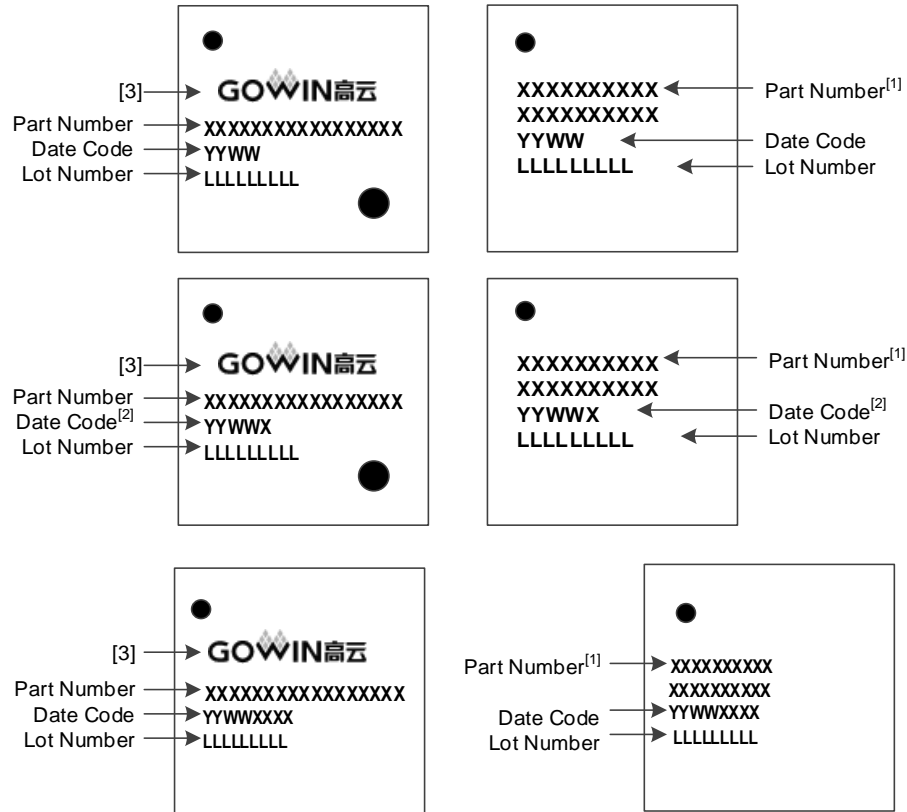 [3]
GOWIN高云
Part Number
XXXXXXXXXXXXXXXXX
Date Code
YYWW
Lot Number
LLLLLLLLL
XXXXXXXXXX
Part Number[1]
XXXXXXXXXX
YYWW
Date Code
LLLLLLLLL
Lot Number
[3]
GOWIN高云
Part Number
XXXXXXXXXXXXXXXXX
Date Code[2]
YYWWX
Lot Number
LLLLLLLLL
XXXXXXXXXX
Part Number[1]
XXXXXXXXXX
YYWWX
Date Code[2]
LLLLLLLLL
Lot Number
[3]
GOWIN高云
Part Number
XXXXXXXXXXXXXXXXX
Date Code
YYWWXXXX
Lot Number
LLLLLLLLL
Part Number[1]
XXXXXXXXXX
XXXXXXXXXX
Date Code
YYWWXXXX
Lot Number
LLLLLLLLL